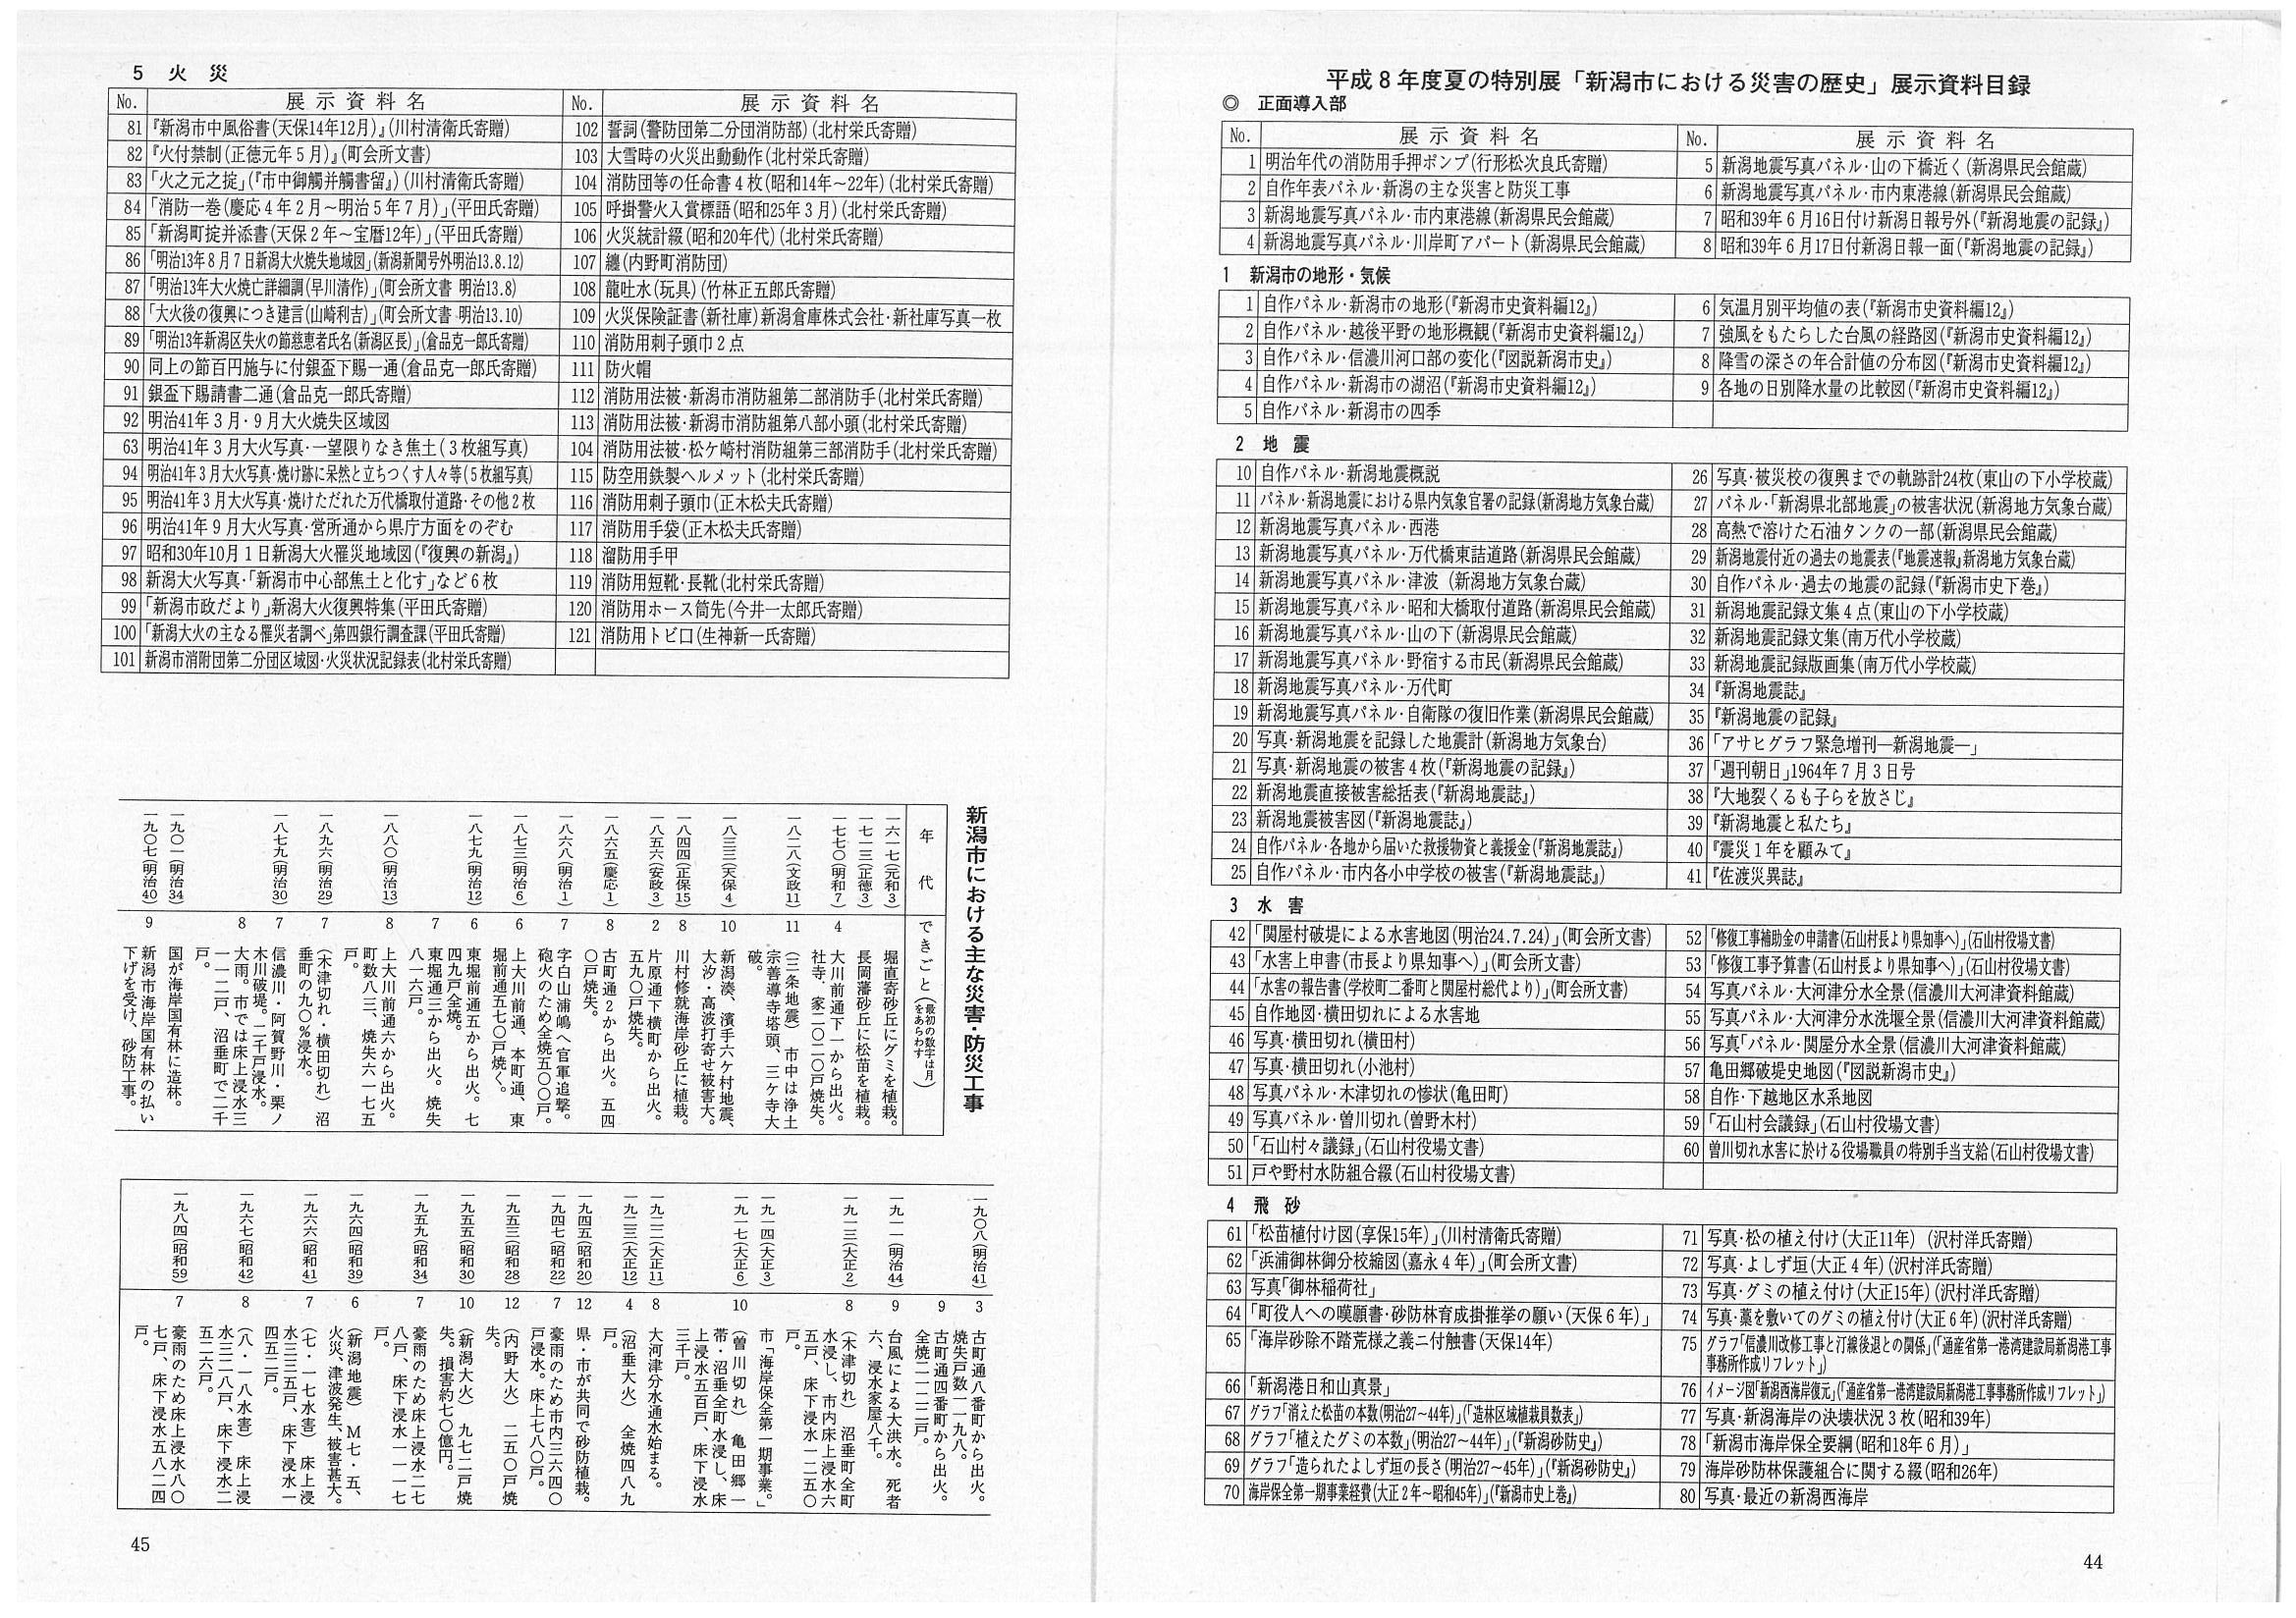 平成8年度夏の特別展「新潟市における災害の歴史」展示資料目録
◎ 正面導入部
No. 展示資料名
1 明治年代の消防用手押ポンプ(行形松次良氏寄贈)
2 自作年表パネル・新潟の主な災害と防災工事
3 新潟地震写真パネル・市内東港線(新潟県民会館蔵)
4 新潟地震写真パネル・川岸町アパート(新潟県民会館蔵)
No. 展示資料名
5 新潟地震写真パネル・山の下橋近く(新潟県民会館蔵)
6 新潟地震写真パネル・市内東港線(新潟県民会館蔵)
7 昭和39年6月16日付け新潟日報号外(『新潟地震の記録』)
8 昭和39年6月17日付新潟日報一面(『新潟地震の記録』)
1 新潟市の地形・気候
1 自作パネル・新潟市の地形(『新潟市史資料編12』)
2 自作パネル・越後平野の地形概観(『新潟市史資料編12』)
3 自作パネル・信濃川河口部の変化(『図説新潟市史』)
4 自作パネル・新潟市の湖沼(『新潟市史資料編12』)
5 自作パネル・新潟市の四季
6 気温月別平均値の表(『新潟市史資料編12』)
7 強風をもたらした台風の経路図(『新潟市史資料編12』)
8 降雪の深さの年合計値の分布図(『新潟市史資料編12』)
9 各地の日別降水量の比較図(『新潟市史資料編12』)
2 地震
10 自作パネル・新潟地震概説
11 パネル・新潟地震における県内気象官署の記録(新潟地方気象台蔵)
12 新潟地震写真パネル・西港
13 新潟地震写真パネル・万代橋東詰道路(新潟県民会館蔵)
14 新潟地震写真パネル・津波 (新潟地方気象台蔵)
15 新潟地震写真パネル・昭和大橋取付道路(新潟県民会館蔵)
16 新潟地震写真パネル・山の下(新潟県民会館蔵)
17 新潟地震写真パネル・野宿する市民(新潟県民会館蔵)
18 新潟地震写真パネル・万代町
19 新潟地震写真パネル・自衛隊の復旧作業(新潟県民会館蔵)
20 写真・新潟地震を記録した地震計(新潟地方気象台)
21 写真・新潟地震の被害4枚(『新潟地震の記録』)
22 新潟地震直接被害総括表(『新潟地震誌』)
23 新潟地震被害図(『新潟地震誌』)
24 自作パネル・各地から届いた救援物資と義援金(『新潟地震誌』)
25 自作パネル・市内各小中学校の被害(『新潟地震誌』)
26 写真・被災校の復興までの軌跡計24枚(東山の下小学校蔵)
27 パネル・「新潟県北部地震」の被害状況(新潟地方気象台蔵)
28 高熱で溶けた石油タンクの一部(新潟県民会館蔵)
29 新潟地震付近の過去の地震表(『地震速報』新潟地方気象台蔵)
30 自作パネル・過去の地震の記録(『新潟市史下巻』)
31 新潟地震記録文集4点(東山の下小学校蔵)
32 新潟地震記録文集(南万代小学校蔵)
33 新潟地震記録版画集(南万代小学校蔵)
34 『新潟地震誌』
35 『新潟地震の記録』
36 「アサヒグラフ緊急増刊―新潟地震―」
37 「週刊朝日」1964年7月3日号
38 『大地裂くるも子らを放さじ』
39 『新潟地震と私たち』
40 『震災1年を顧みて』
41 『佐渡災異誌』
3 水害
42 「関屋村破堤による水害地図(明治24.7.24)」(町会所文書)
43 「水害上申書(市長より県知事へ)」(町会所文書)
44 「水害の報告書(学校町二番町と関屋村総代より)」(町会所文書)
45 自作地図・横田切れによる水害地
46 写真・横田切れ(横田村)
47 写真・横田切れ(小池村)
48 写真パネル・木津切れの惨状(亀田町)
49 写真パネル・曽川切れ(曽野木村)
50 「石山村々議録」(石山村役場文書)
51 戸や野村水防組合綴(石山村役場文書)
52 「修復工事補助金の申請書(石山村長より県知事へ)」(石山村役場文書)
53 「修復工事予算書(石山村長より県知事へ)」(石山村役場文書)
54 写真パネル・大河津分水全景(信濃川大河津資料館蔵)
55 写真パネル・大河津分水洗堰全景(信濃川大河津資料館蔵)
56 写真「パネル・関屋分水全景(信濃川大河津資料館蔵)
57 亀田郷破堤史地図(『図説新潟市史』)
58 自作・下越地区水系地図
59 「石山村会議録」(石山村役場文書)
60 曽川切れ水害に於ける役場職員の特別手当支給(石山村役場文書)
4 飛砂
61 「松苗植付け図(享保15年)」(川村清衛氏寄贈)
62 「浜浦御林御分校縮図(嘉永4年)」(町会所文書)
63 写真「御林稲荷社」
64 「町役人への嘆願書・砂防林育成掛推挙の願い(天保6年)」
65 「海岸砂除不踏荒様之義ニ付触書(天保14年)
66 「新潟港日和山真景」
67 グラフ「消えた松苗の本数(明治27~44年)」(「造林区域植栽員数表」)
68 グラフ「植えたグミの本数」(明治27~44年)」(『新潟砂防史』)
69 グラフ「造られたよしず垣の長さ(明治27~45年)」(『新潟砂防史』)
70 海岸保全第一期事業経費(大正2年~昭和45年)」(『新潟市史上巻』)
71 写真・松の植え付け(大正11年) (沢村洋氏寄贈)
72 写真・よしず垣(大正4年)(沢村洋氏寄贈)
73 写真・グミの植え付け(大正15年)(沢村洋氏寄贈)
74 写真・藁を敷いてのグミの植え付け(大正6年)(沢村洋氏寄贈)
75 グラフ「信濃川改修工事と汀線後退との関係」(「通産省第一港湾建設局新潟港工事
事務所作成リフレット」)
76 イメージ図「新潟西海岸復元」(「通産省第一港湾建設局新潟港工事事務所作成リフレット」)
77 写真・新潟海岸の決壊状況3枚(昭和39年)
78 「新潟市海岸保全要綱(昭和18年6月)」
79 海岸砂防林保護組合に関する綴(昭和26年)
80 写真・最近の新潟西海岸
44
5 火災
No. 展示資料名
81 『新潟市中風俗書(天保14年12月)』(川村清衛氏寄贈)
82 『火付禁制(正徳元年5月)』(町会所文書)
83 「火之元之掟」(『市中御觸并觸書留』)(川村清衛氏寄贈)
84 「消防一巻(慶応4年2月~明治5年7月)」(平田氏寄贈)
85 「新潟町掟并添書(天保2年~宝暦12年)」(平田氏寄贈)
86 「明治13年8月7日新潟大火焼失地域図」(新潟新聞号外明治13.8.12)
87 「明治13年大火焼亡詳細調(早川清作)」(町会所文書 明治13.8)
88 「大火後の復興につき建言(山崎利吉)」(町会所文書 明治13.10)
89 「明治13年新潟区失火の節慈恵者氏名(新潟区長)」(倉品克一郎氏寄贈)
90 同上の節百円施与に付銀盃下賜一通(倉品克一郎氏寄贈)
91 銀盃下賜請書二通(倉品克一郎氏寄贈)
92 明治41年3月・9月大火焼失区域図
63 明治41年3月大火写真・一望限りなき焦土(3枚組写真)
94 明治41年3月大火写真・焼け跡に呆然と立ちつくす人々等(5枚組写真)
95 明治41年3月大火写真・焼けただれた万代橋取付道路・その他2枚
96 明治41年9月大火写真・営所通から県庁方面をのぞむ
97 昭和30年10月1日新潟大火罹災地域図(『復興の新潟』)
98 新潟大火写真・「新潟市中心部焦土と化す」など6枚
99 「新潟市政だより」新潟大火復興特集(平田氏寄贈)
100 「新潟大火の主なる罹災者調べ」第四銀行調査課(平田氏寄贈)
101 新潟市消附団第二分団区域図・火災状況記録表(北村栄氏寄贈)
No. 展示資料名
102 誓詞(警防団第二分団消防部)(北村栄氏寄贈)
103 大雪時の火災出動動作(北村栄氏寄贈)
104 消防団等の任命書4枚(昭和14年~22年)(北村栄氏寄贈)
105 呼掛警火入賞標語(昭和25年3月)(北村栄氏寄贈)
106 火災統計綴(昭和20年代)(北村栄氏寄贈)
107 纏(内野町消防団)
108 龍吐水(玩具)(竹林正五郎氏寄贈)
109 火災保険証書(新社庫)新潟倉庫株式会社・新社庫写真一枚
110 消防用刺子頭巾2点
111 防火帽
112 消防用法被・新潟市消防組第二部消防手(北村栄氏寄贈)
113 消防用法被・新潟市消防組第八部小頭(北村栄氏寄贈)
104 消防用法被・松ケ崎村消防組第三部消防手(北村栄氏寄贈)
115 防空用鉄製ヘルメット(北村栄氏寄贈)
116 消防用刺子頭巾(正木松夫氏寄贈)
117 消防用手袋(正木松夫氏寄贈)
118 溜防用手甲
119 消防用短靴・長靴(北村栄氏寄贈)
120 消防用ホース筒先(今井一太郎氏寄贈)
121 消防用トビ口(生神新一氏寄贈)
新潟市における主な災害・防災工事
年代 できごと(最初の数字は月をあらわす)
一六一七(元和3) 堀直寄砂丘にグミを植栽。
一七一三(正徳3) 長岡藩砂丘に松苗を植栽。
一七七〇(明和7) 4 大川前通下一から出火。
社寺、家二〇二〇戸焼失。
一八二八(文政11) 11 (三条地震) 市中は浄土
宗善導寺塔頭、三ケ寺大
破。
一八三三(天保4) 10 新潟湊、濱手六ケ村地震、
大汐・高波打寄せ被害大。
一八四四(正保15) 8 川村修就海岸砂丘に植栽。
一八五六(安政3) 2 片原通下横町から出火。
五九〇戸焼失。
一八六五(慶応1) 8 古町通2から出火。五四
〇戸焼失。
一八六八(明治1) 7 字白山浦嶋へ官軍追撃。
砲火のため全焼五〇〇戸。
一八七三(明治6) 6 上大川前通、本町通、東
堀前通五七〇戸焼く。
一八七九(明治12) 6 東堀前通五から出火。七
四九戸全焼。
7 東堀通三から出火。焼失
八一六戸。
一八八〇(明治13) 8 上大川前通六から出火。
町数八三、焼失六一七五
戸。
一八九六(明治29) 7 (木津切れ・横田切れ) 沼
垂町の九〇%浸水。
一八七九(明治30) 7 信濃川・阿賀野川・栗ノ
木川破堤。二千戸浸水。
8 大雨。市では床上浸水三
一一二戸、沼垂町で二千
戸。
一九〇一(明治34) 国が海岸国有林に造林。
一九〇七(明治40) 9 新潟市海岸国有林の払い
下げを受け、砂防工事。
一九〇八(明治41) 3 古町通八番町から出火。
焼失戸数一一九八。
9 古町通四番町から出火。
全焼二一二二戸。
一九一一(明治44) 9 台風による大洪水。死者
六、浸水家屋八千。
一九一三(大正2) 8 (木津切れ) 沼垂町全町
水浸し、市内床上浸水六
五戸、床下浸水一二五〇
戸。
一九一四(大正3) 市「海岸保全第一期事業。」
一九一七(大正6) 10 (曽川切れ) 亀田郷一
帯・沼垂全町水浸し、床
上浸水五百戸、床下浸水
三千戸。
一九二二(大正11) 8 大河津分水通水始まる。
一九二三(大正12) 4 (沼垂大火) 全焼四八九
戸。
一九四五(昭和20) 12 県・市が共同で砂防植栽。
一九四七(昭和22) 7 豪雨のため市内三六四〇
戸浸水。床上七八〇戸。
一九五三(昭和28) 12 (内野大火) 二五〇戸焼
失。
一九五五(昭和30) 10 (新潟大火) 九七二戸焼
失。損害約七〇億円。
一九五九(昭和34) 7 豪雨のため床上浸水二七
八戸、床下浸水一一一七
戸。
一九六四(昭和39) 6 (新潟地震) M七・五、
火災、津波発生、被害甚大。
一九六六(昭和41) 7 (七・一七水害) 床上浸
水三三五戸、床下浸水一
四五二戸。
一九六七(昭和42) 8 (八・一八水害) 床上浸
水三二八戸、床下浸水二
五二六戸。
一九八四(昭和59) 7 豪雨のため床上浸水八〇
七戸、床下浸水五八二四
戸。
45